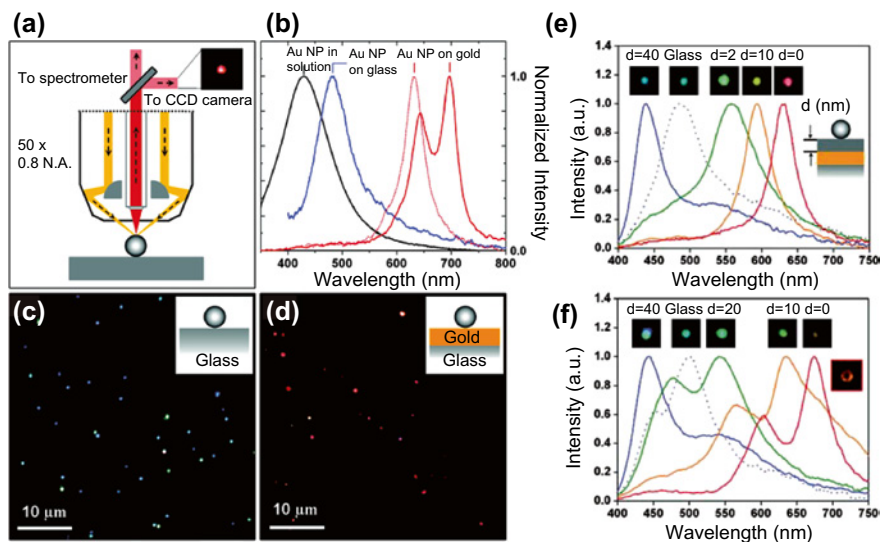 (a)
To spectrometer
To CCD camera
50 x
0.8 N.A.
(b)
Au NP in
solution
Au NP
on glass
Au NP on gold
1.0
0.0
Normalized Intensity
400 500 600 700 800
Wavelength (nm)
(c)
Glass
10 μm
(d)
Gold
Glass
10 μm
(e)
1.2
1.0
0.8
0.6
0.4
0.2
0.0
Intensity (a.u.)
d=40 Glass d=2 d=10 d=0
d (nm)
400 450 500 550 600 650 700 750
Wavelength (nm)
(f)
1.2
1.0
0.8
0.6
0.4
0.2
0.0
Intensity (a.u.)
d=40 Glass d=20 d=10 d=0
400 450 500 550 600 650 700 750
Wavelength (nm)